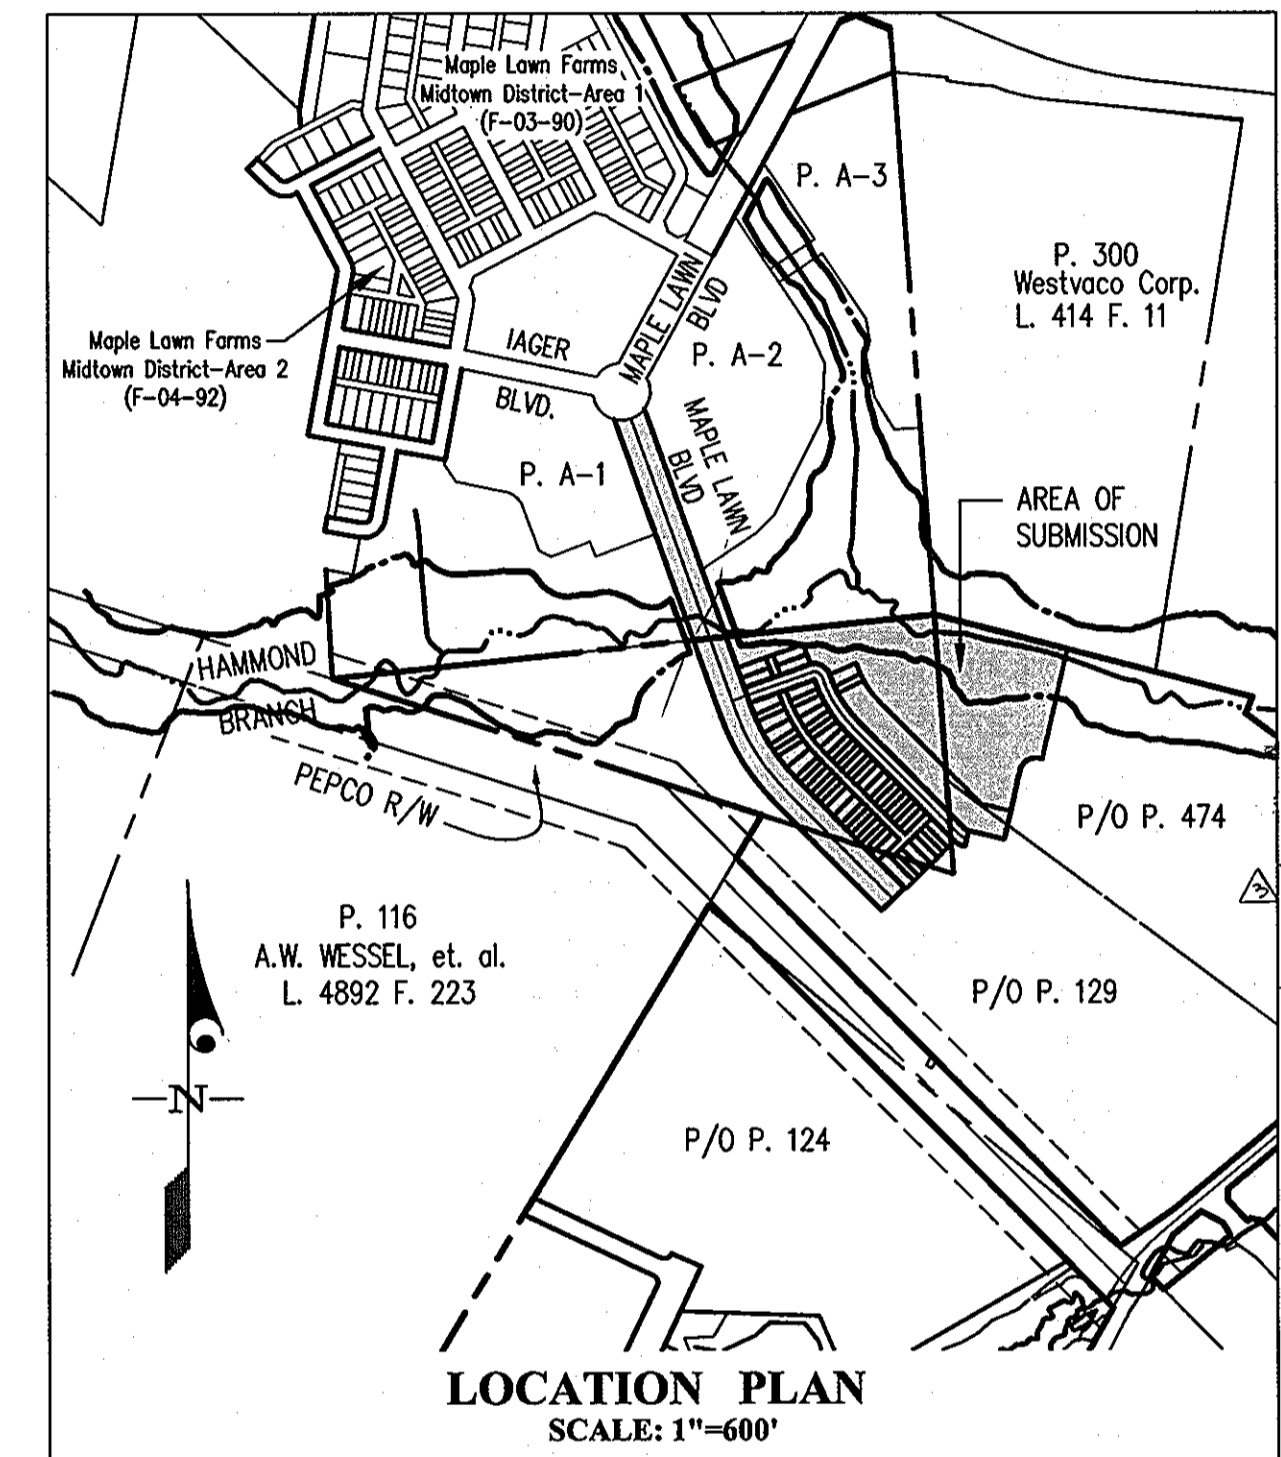 Maple Lawn Farms
Midtown District-Area 1
(F-03-90)
P. A-3
P. 300
Westvaco Corp.
L. 414 F. 11
MAPLE LAWN
BLVD
Maple Lawn Farms
Midtown District-Area 2
(F-04-92)
IAGER
BLVD.
P. A-2
MAPLE LAWN
BLVD
P. A-1
AREA OF
SUBMISSION
HAMMOND
BRANCH
PEPCO R/W
P/O P. 474
3
P. 116
A.W. WESSEL, et. al.
L. 4892 F. 223
P/O P. 129
N
P/O P. 124
LOCATION PLAN
SCALE: 1"=600'